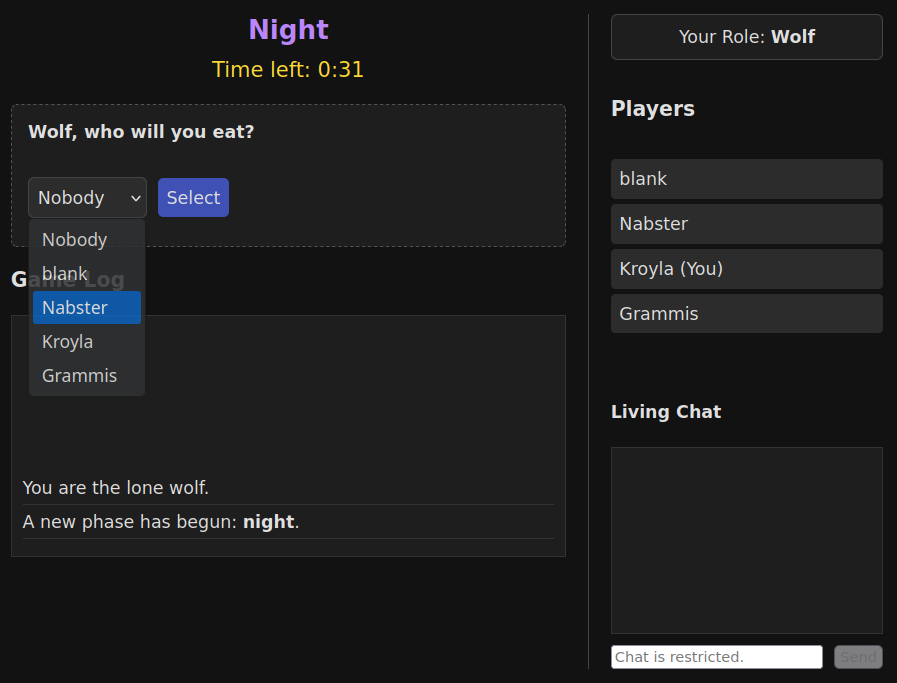 Night
Time left: 0:31
Wolf, who will you eat?
Nobody
Select
Nobody
blank
Nabster
Kroyla
Grammis
Game Log
You are the lone wolf.
A new phase has begun: night.
Your Role: Wolf
Players
blank
Nabster
Kroyla (You)
Grammis
Living Chat
Chat is restricted.
Send